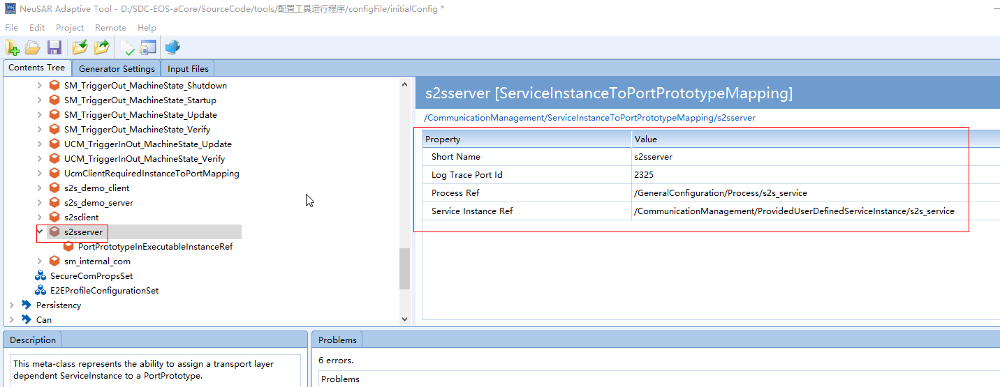 NeuSAR Adaptive Tool - D:/SDC-EOS-aCore/SourceCode/tools/配置工具运行程序/configFile/initialConfig *
File Edit Project Remote Help
Contents Tree Generator Settings Input Files
SM_TriggerOut_MachineState_Shutdown
SM_TriggerOut_MachineState_Startup
SM_TriggerOut_MachineState_Update
SM_TriggerOut_MachineState_Verify
UCM_TriggerInOut_MachineState_Update
UCM_TriggerInOut_MachineState_Verify
UcmClientRequiredInstanceToPortMapping
s2s_demo_client
s2s_demo_server
s2sclient
s2sserver
PortPrototypeInExecutableInstanceRef
sm_internal_com
SecureComPropsSet
E2EProfileConfigurationSet
Persistency
Can
s2sserver [ServiceInstanceToPortPrototypeMapping]
/CommunicationManagement/ServiceInstanceToPortPrototypeMapping/s2sserver
Property Value
Short Name s2sserver
Log Trace Port Id 2325
Process Ref /GeneralConfiguration/Process/s2s_service
Service Instance Ref /CommunicationManagement/ProvidedUserDefinedServiceInstance/s2s_service
Description
This meta-class represents the ability to assign a transport layer
dependent ServiceInstance to a PortPrototype.
Problems
6 errors.
Problems